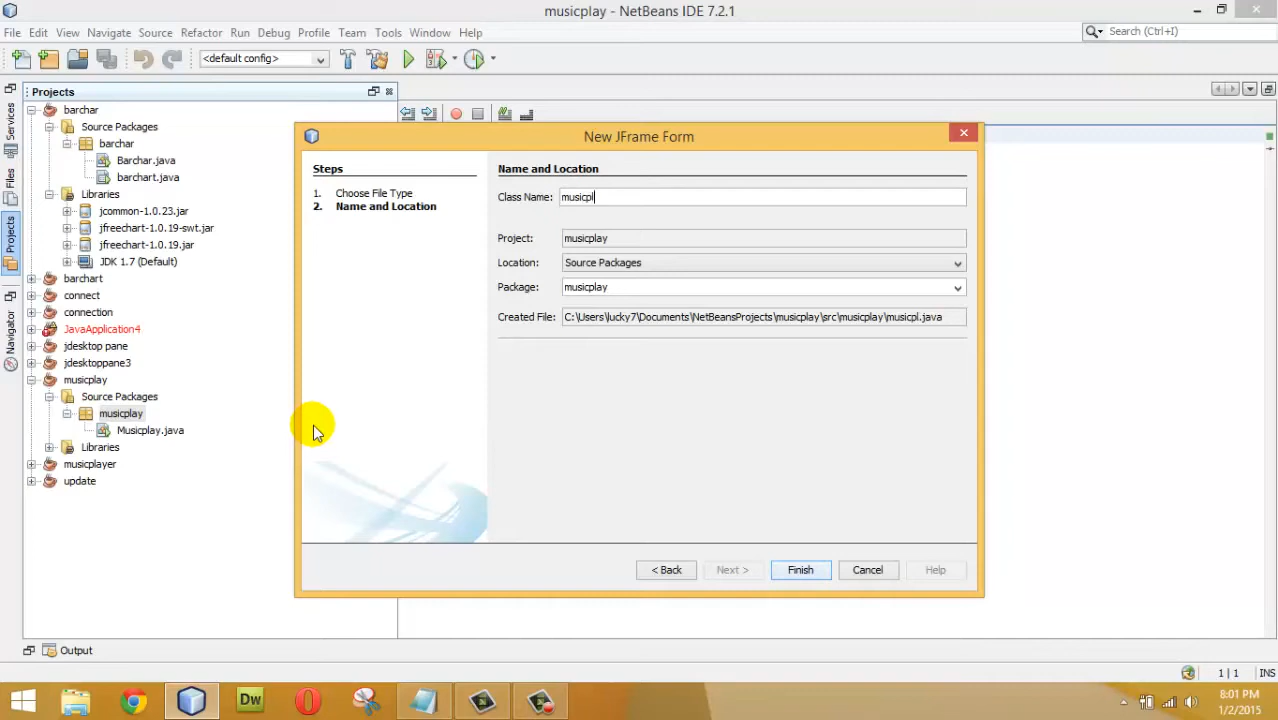 musicplay - NetBeans IDE 7.2.1
File Edit View Navigate Source Refactor Run Debug Profile Team Tools Window Help
Search (Ctrl+I)
<default config>
Projects
Services
Files
Projects
Navigator
barchar
Source Packages
barchar
Barchar.java
barchart.java
Libraries
jcommon-1.0.23.jar
jfreechart-1.0.19-swt.jar
jfreechart-1.0.19.jar
JDK 1.7 (Default)
barchart
connect
connection
JavaApplication4
jdesktop pane
jdesktoppane3
musicplay
Source Packages
musicplay
Musicplay.java
Libraries
musicplayer
update
New JFrame Form
Steps
1. Choose File Type
2. Name and Location
Name and Location
Class Name: musicpl
Project: musicplay
Location: Source Packages
Package: musicplay
Created File: C:\Users\lucky7\Documents\NetBeansProjects\musicplay\src\musicplay\musicpl.java
< Back Next > Finish Cancel Help
Output
1 | 1 INS
Dw
8:01 PM
1/2/2015